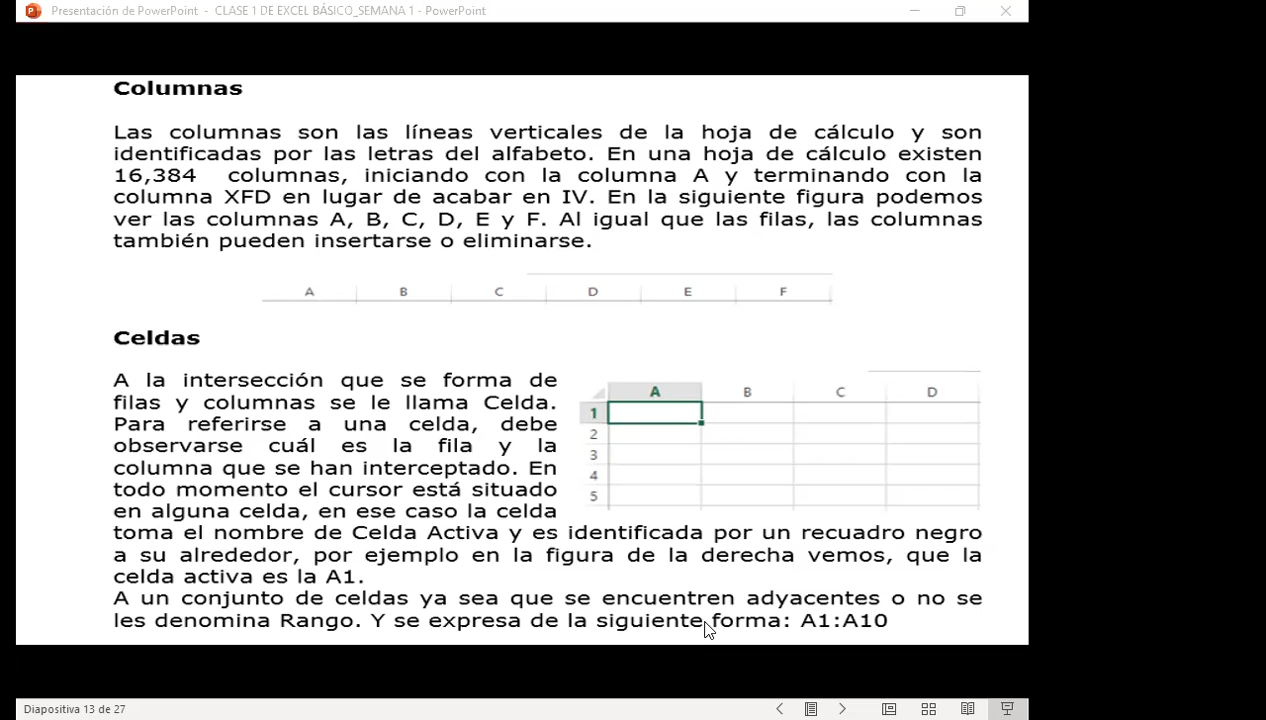 Presentación de PowerPoint - CLASE 1 DE EXCEL BÁSICO_SEMANA 1 - PowerPoint
Columnas
Las columnas son las líneas verticales de la hoja de cálculo y son
identificadas por las letras del alfabeto. En una hoja de cálculo existen
16,384 columnas, iniciando con la columna A y terminando con la
columna XFD en lugar de acabar en IV. En la siguiente figura podemos
ver las columnas A, B, C, D, E y F. Al igual que las filas, las columnas
también pueden insertarse o eliminarse.
A B C D E F
Celdas
A la intersección que se forma de
filas y columnas se le llama Celda.
Para referirse a una celda, debe
observarse cuál es la fila y la
columna que se han interceptado. En
todo momento el cursor está situado
en alguna celda, en ese caso la celda
toma el nombre de Celda Activa y es identificada por un recuadro negro
a su alrededor, por ejemplo en la figura de la derecha vemos, que la
celda activa es la A1.
A un conjunto de celdas ya sea que se encuentren adyacentes o no se
les denomina Rango. Y se expresa de la siguiente forma: A1:A10
A B C D
1
2
3
4
5
Diapositiva 13 de 27